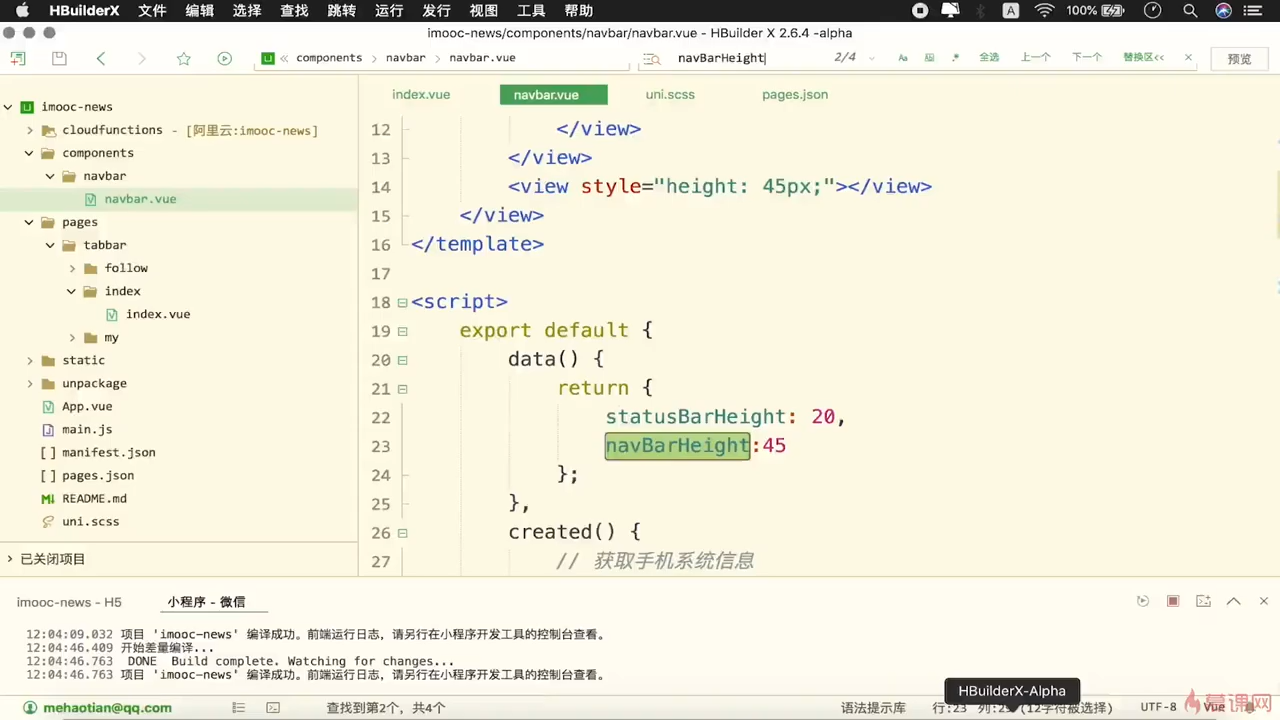 HBuilderX 文件 编辑 选择 查找 跳转 运行 发行 视图 工具 帮助 A 100%
imooc-news/components/navbar/navbar.vue - HBuilder X 2.6.4 -alpha
components navbar navbar.vue navBarHeight 2/4 Aa 全选 上一个 下一个 替换区<< 预览
imooc-news
cloudfunctions - [阿里云:imooc-news]
components
navbar
navbar.vue
pages
tabbar
follow
index
index.vue
my
static
unpackage
App.vue
main.js
manifest.json
pages.json
README.md
uni.scss
已关闭项目
index.vue navbar.vue uni.scss pages.json
12 </view>
13 </view>
14 <view style="height: 45px;"></view>
15 </view>
16 </template>
17
18 <script>
19 export default {
20 data() {
21 return {
22 statusBarHeight: 20,
23 navBarHeight:45
24 };
25 },
26 created() {
27 // 获取手机系统信息
imooc-news - H5 小程序 - 微信
12:04:09.032 项目 'imooc-news' 编译成功。前端运行日志，请另行在小程序开发工具的控制台查看。
12:04:46.409 开始差量编译...
12:04:46.763 DONE Build complete. Watching for changes...
12:04:46.763 项目 'imooc-news' 编译成功。前端运行日志，请另行在小程序开发工具的控制台查看。
HBuilderX-Alpha
mehaotian@qq.com 查找到第2个，共4个 语法提示库 行:23 (12字符被选择) UTF-8 Vue
慕课网